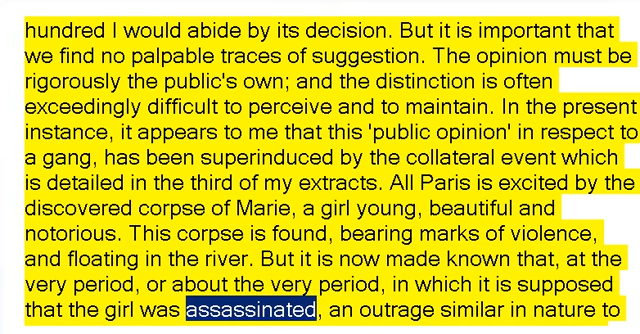 hundred I would abide by its decision. But it is important that
we find no palpable traces of suggestion. The opinion must be
rigorously the public's own; and the distinction is often
exceedingly difficult to perceive and to maintain. In the present
instance, it appears to me that this 'public opinion' in respect to
a gang, has been superinduced by the collateral event which
is detailed in the third of my extracts. All Paris is excited by the
discovered corpse of Marie, a girl young, beautiful and
notorious. This corpse is found, bearing marks of violence,
and floating in the river. But it is now made known that, at the
very period, or about the very period, in which it is supposed
that the girl was assassinated, an outrage similar in nature to